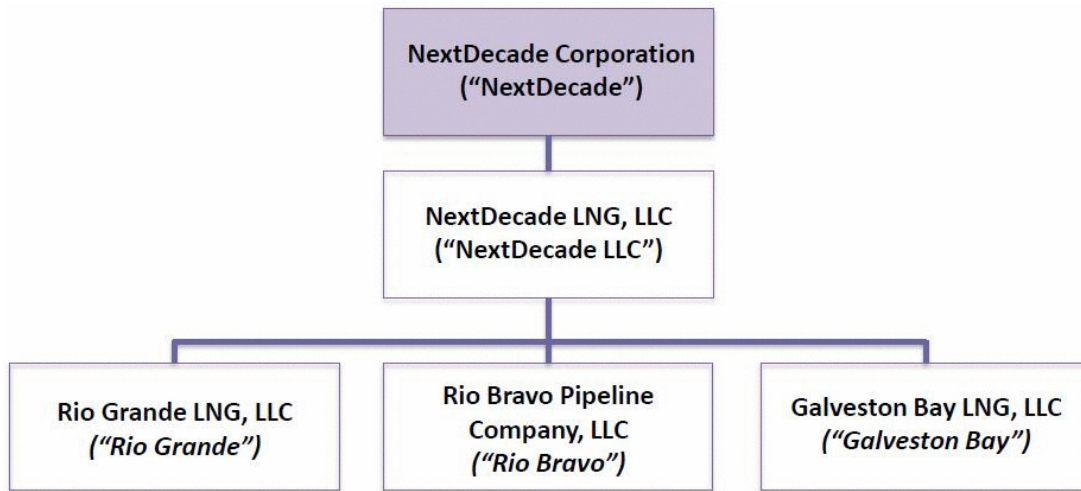 NextDecade Corporation
(“NextDecade”)
NextDecade LNG, LLC
(“NextDecade LLC”)
Rio Grande LNG, LLC
(“Rio Grande”)
Rio Bravo Pipeline
Company, LLC
(“Rio Bravo”)
Galveston Bay LNG, LLC
(“Galveston Bay”)